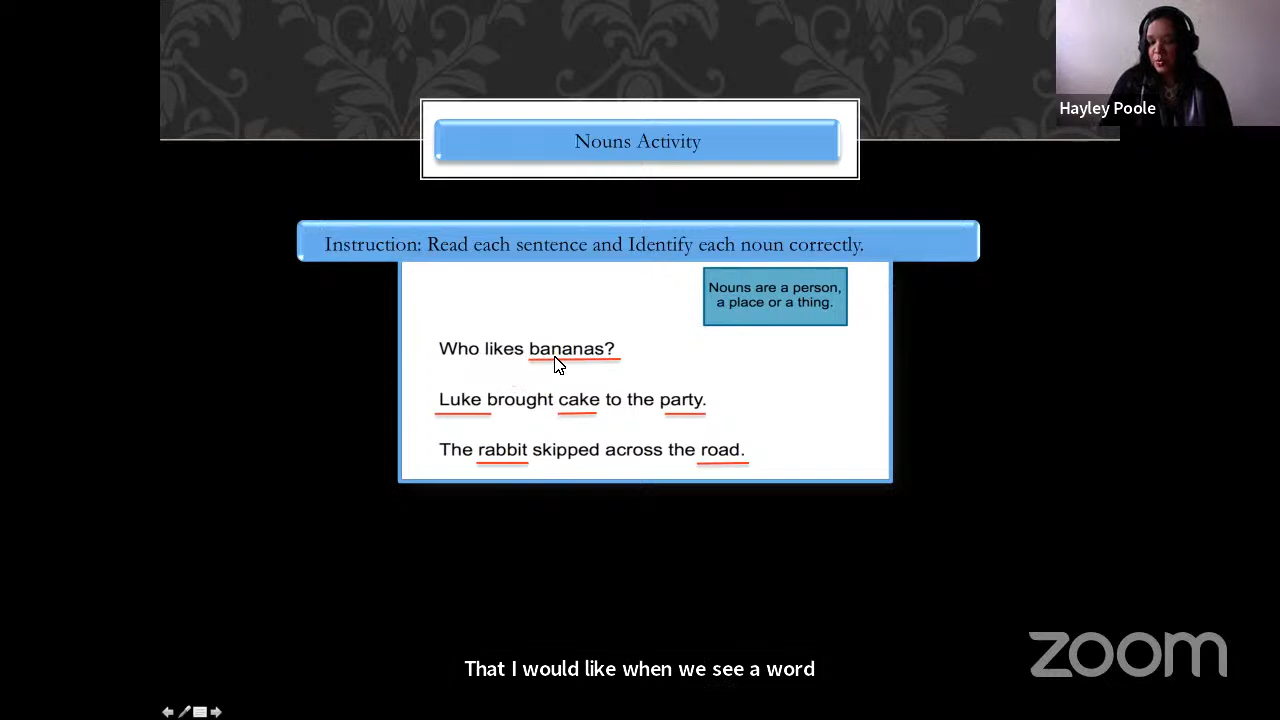 Hayley Poole
Nouns Activity
Instruction: Read each sentence and Identify each noun correctly.
Nouns are a person,
a place or a thing.
Who likes bananas?
Luke brought cake to the party.
The rabbit skipped across the road.
zoom
That I would like when we see a word